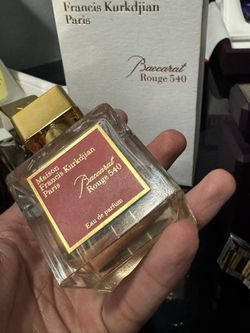 Francis Kurkdjian
Paris
Baccarat
Rouge 540
Maison
Francis Kurkdjian
Paris
Baccarat
Rouge 540
Eau de parfum